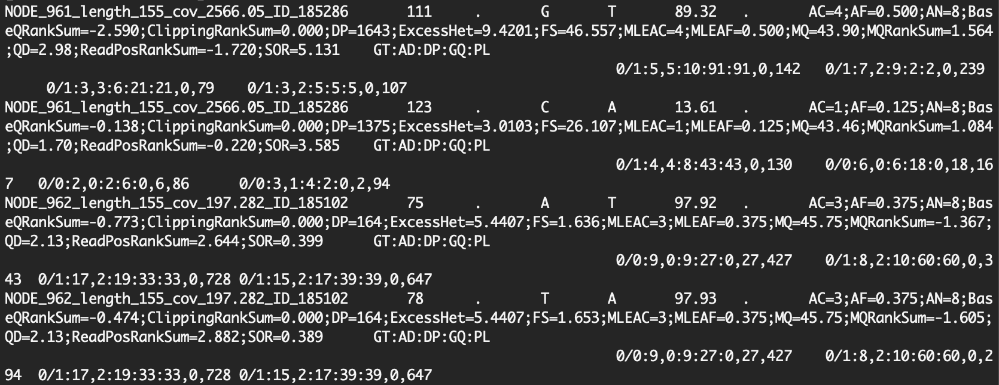 NODE_961_length_155_cov_2566.05_ID_185286 111 . G T 89.32 . AC=4;AF=0.500;AN=8;Bas
eQRankSum=-2.590;ClippingRankSum=0.000;DP=1643;ExcessHet=9.4201;FS=46.557;MLEAC=4;MLEAF=0.500;MQ=43.90;MQRankSum=1.564
;QD=2.98;ReadPosRankSum=-1.720;SOR=5.131 GT:AD:DP:GQ:PL
0/1:5,5:10:91:91,0,142 0/1:7,2:9:2:2,0,239
0/1:3,3:6:21:21,0,79 0/1:3,2:5:5:5,0,107
NODE_961_length_155_cov_2566.05_ID_185286 123 . C A 13.61 . AC=1;AF=0.125;AN=8;Bas
eQRankSum=-0.138;ClippingRankSum=0.000;DP=1375;ExcessHet=3.0103;FS=26.107;MLEAC=1;MLEAF=0.125;MQ=43.46;MQRankSum=1.084
;QD=1.70;ReadPosRankSum=-0.220;SOR=3.585 GT:AD:DP:GQ:PL
0/1:4,4:8:43:43,0,130 0/0:6,0:6:18:0,18,16
7 0/0:2,0:2:6:0,6,86 0/0:3,1:4:2:0,2,94
NODE_962_length_155_cov_197.282_ID_185102 75 . A T 97.92 . AC=3;AF=0.375;AN=8;Bas
eQRankSum=-0.773;ClippingRankSum=0.000;DP=164;ExcessHet=5.4407;FS=1.636;MLEAC=3;MLEAF=0.375;MQ=45.75;MQRankSum=-1.367;
QD=2.13;ReadPosRankSum=2.644;SOR=0.399 GT:AD:DP:GQ:PL
0/0:9,0:9:27:0,27,427 0/1:8,2:10:60:60,0,3
43 0/1:17,2:19:33:33,0,728 0/1:15,2:17:39:39,0,647
NODE_962_length_155_cov_197.282_ID_185102 78 . T A 97.93 . AC=3;AF=0.375;AN=8;Bas
eQRankSum=-0.474;ClippingRankSum=0.000;DP=164;ExcessHet=5.4407;FS=1.653;MLEAC=3;MLEAF=0.375;MQ=45.75;MQRankSum=-1.605;
QD=2.13;ReadPosRankSum=2.882;SOR=0.389 GT:AD:DP:GQ:PL
0/0:9,0:9:27:0,27,427 0/1:8,2:10:60:60,0,2
94 0/1:17,2:19:33:33,0,728 0/1:15,2:17:39:39,0,647